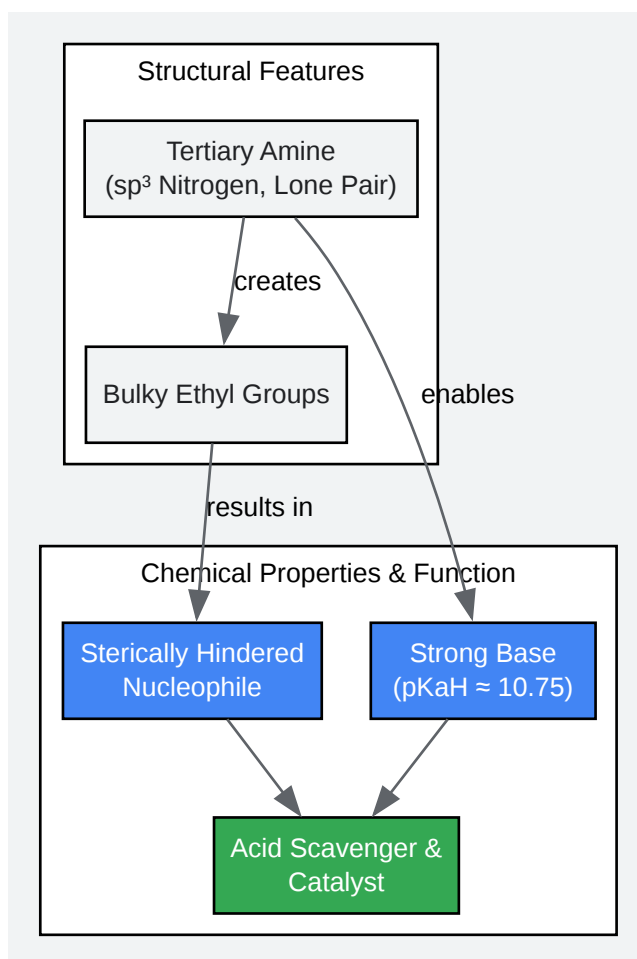 Structural Features
Tertiary Amine
(sp³ Nitrogen, Lone Pair)
creates
Bulky Ethyl Groups
enables
results in
Chemical Properties & Function
Sterically Hindered
Nucleophile
Strong Base
(pKaH ≈ 10.75)
Acid Scavenger &
Catalyst